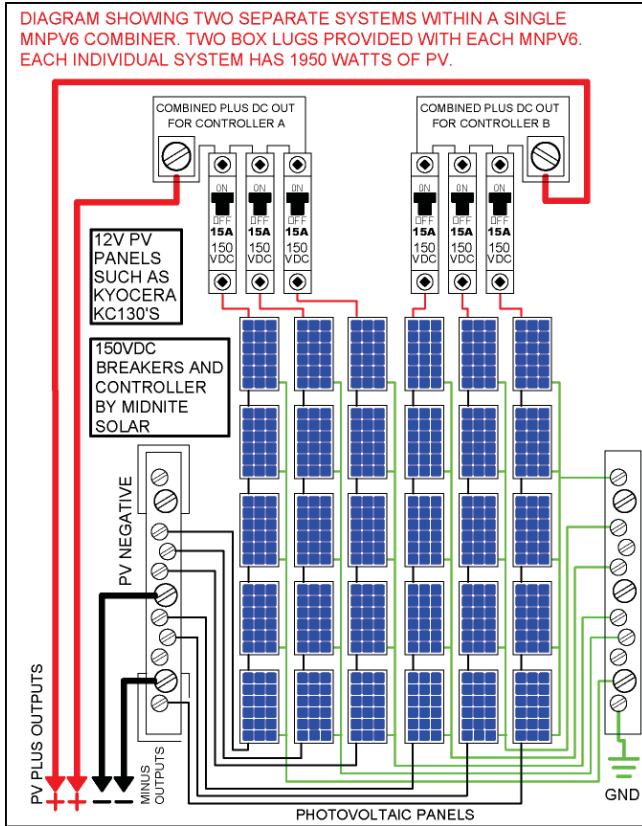 DIAGRAM SHOWING TWO SEPARATE SYSTEMS WITHIN A SINGLE
MNPV6 COMBINER. TWO BOX LUGS PROVIDED WITH EACH MNPV6.
EACH INDIVIDUAL SYSTEM HAS 1950 WATTS OF PV.
COMBINED PLUS DC OUT
FOR CONTROLLER A
COMBINED PLUS DC OUT
FOR CONTROLLER B
ON
OFF
15A
150
VDC
ON
OFF
15A
150
VDC
ON
OFF
15A
150
VDC
ON
OFF
15A
150
VDC
ON
OFF
15A
150
VDC
ON
OFF
15A
150
VDC
12V PV
PANELS
SUCH AS
KYOCERA
KC130'S
150VDC
BREAKERS AND
CONTROLLER
BY MIDNITE
SOLAR
PV NEGATIVE
PV PLUS OUTPUTS
+ +
– –
MINUS
OUTPUTS
PHOTOVOLTAIC PANELS
GND